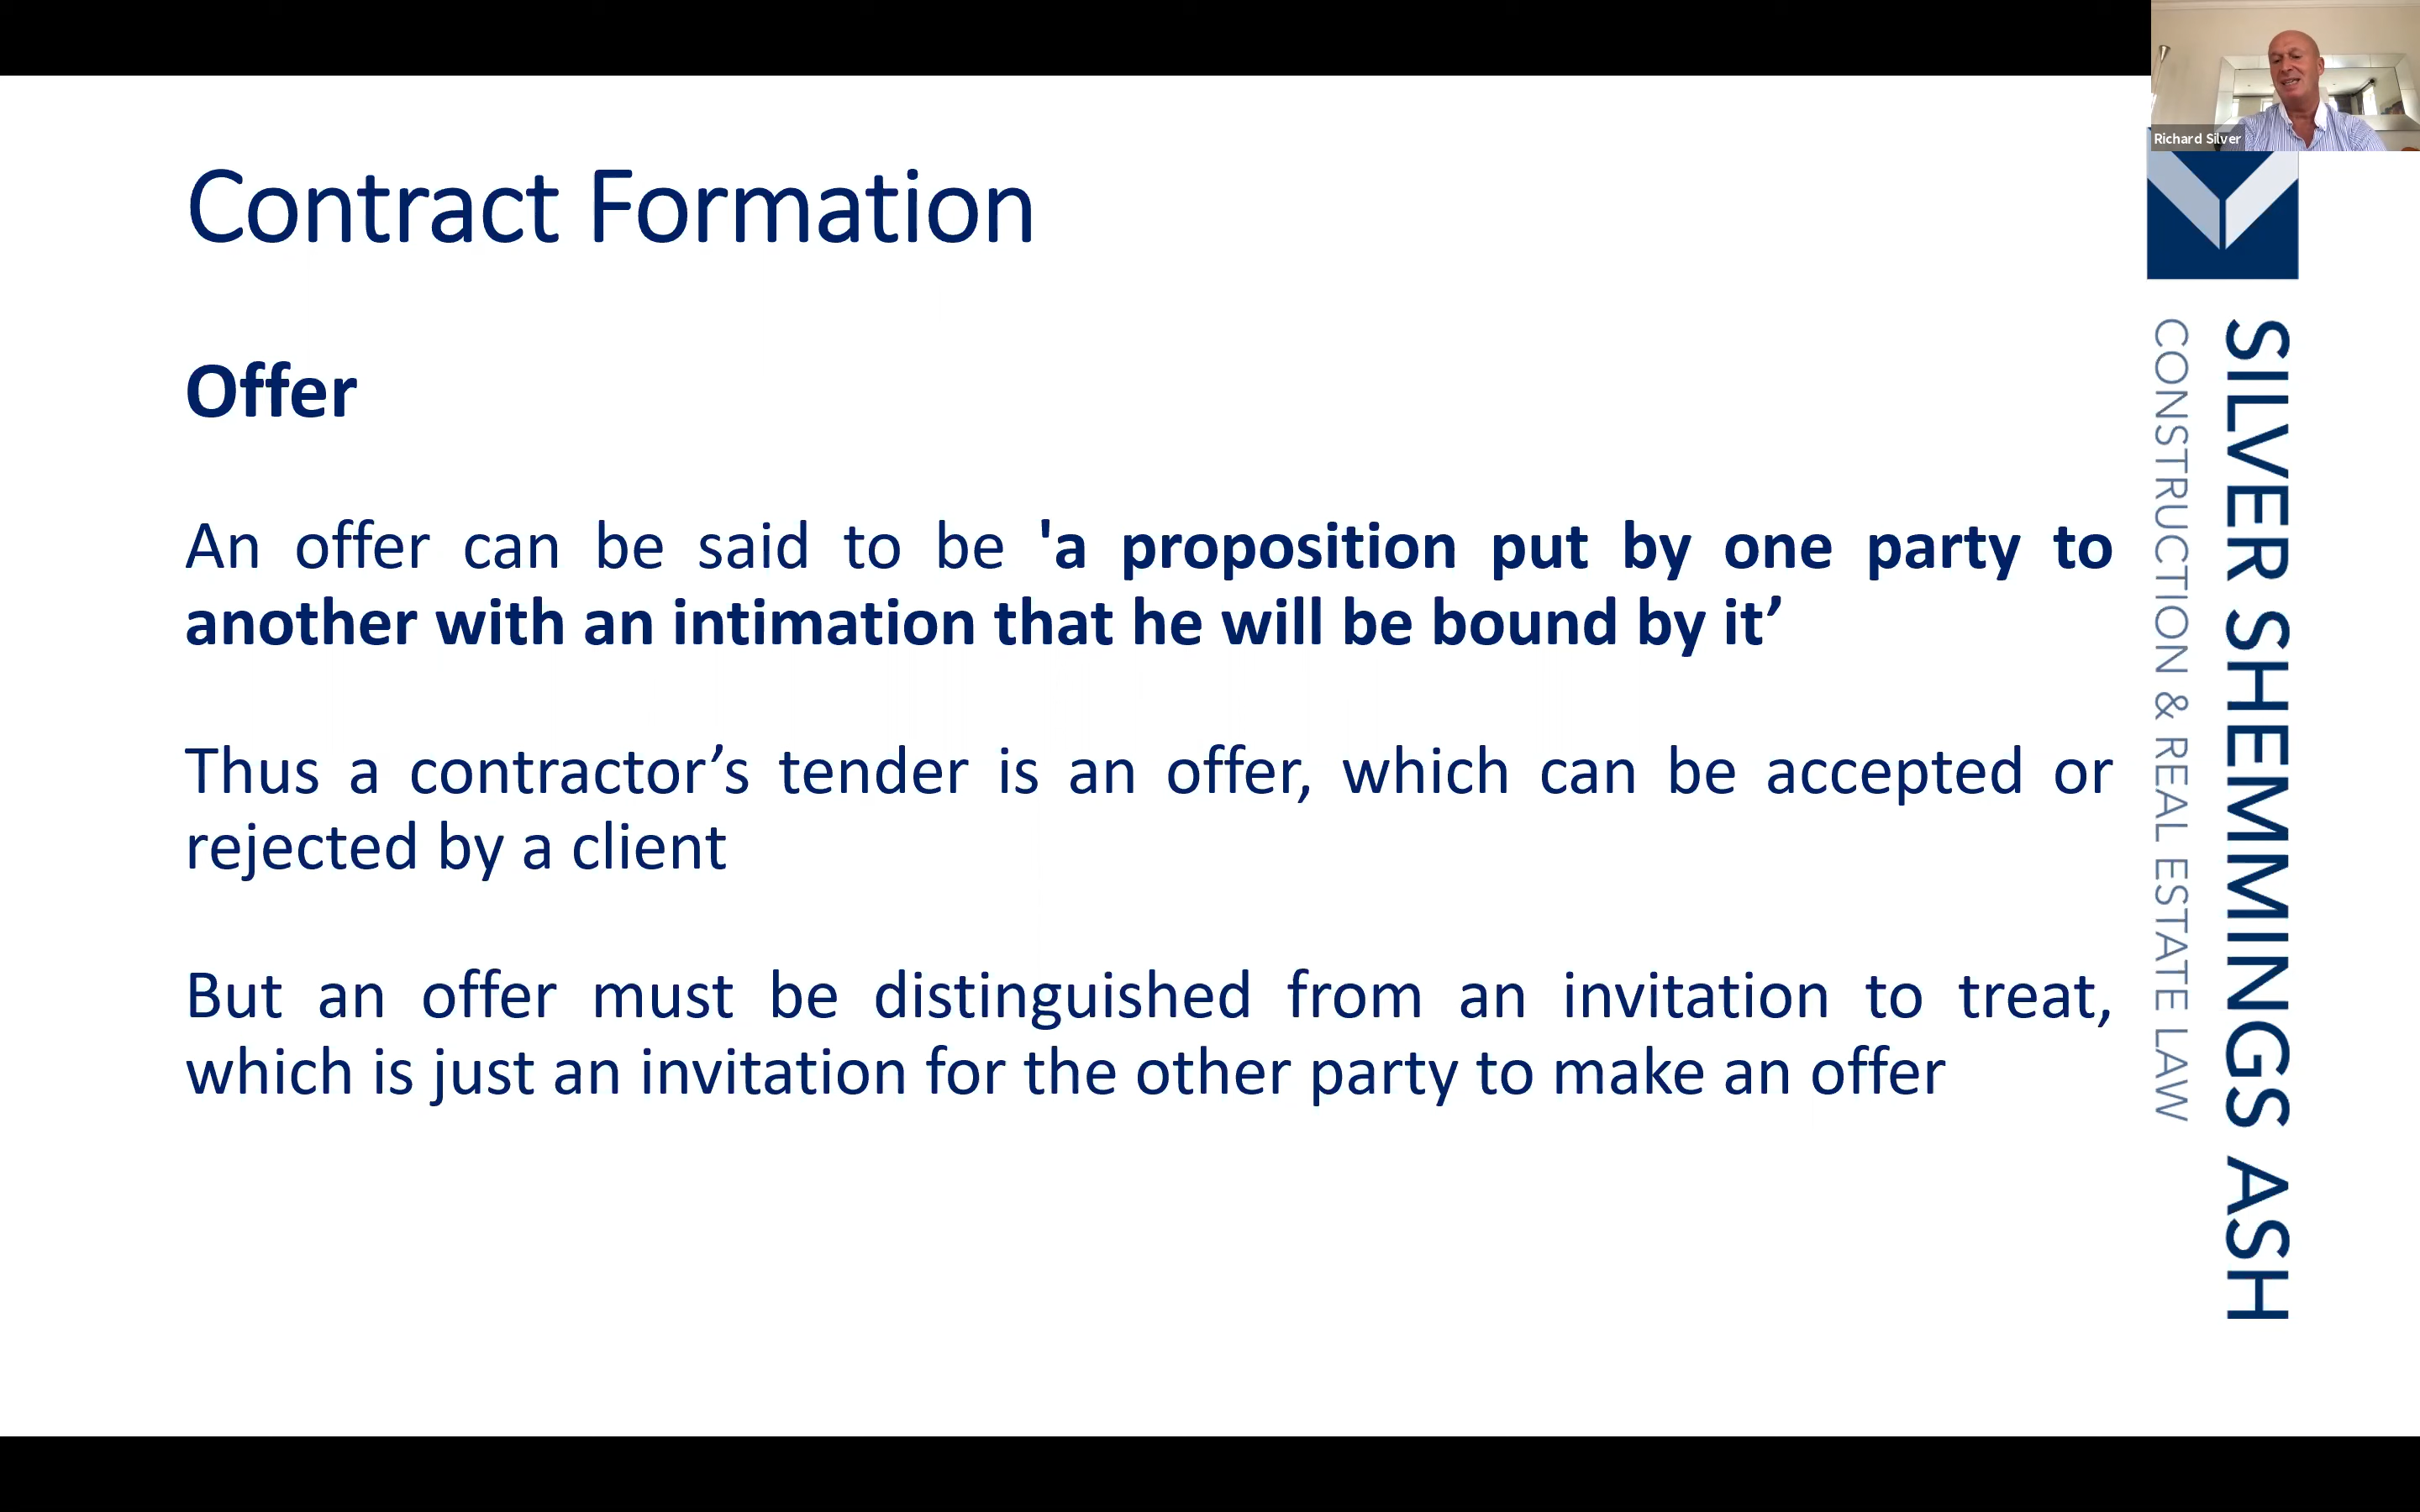 Richard Silver
Contract Formation
Offer
An offer can be said to be 'a proposition put by one party to
another with an intimation that he will be bound by it’
Thus a contractor’s tender is an offer, which can be accepted or
rejected by a client
But an offer must be distinguished from an invitation to treat,
which is just an invitation for the other party to make an offer
SILVER SHEMMINGS ASH
CONSTRUCTION & REAL ESTATE LAW